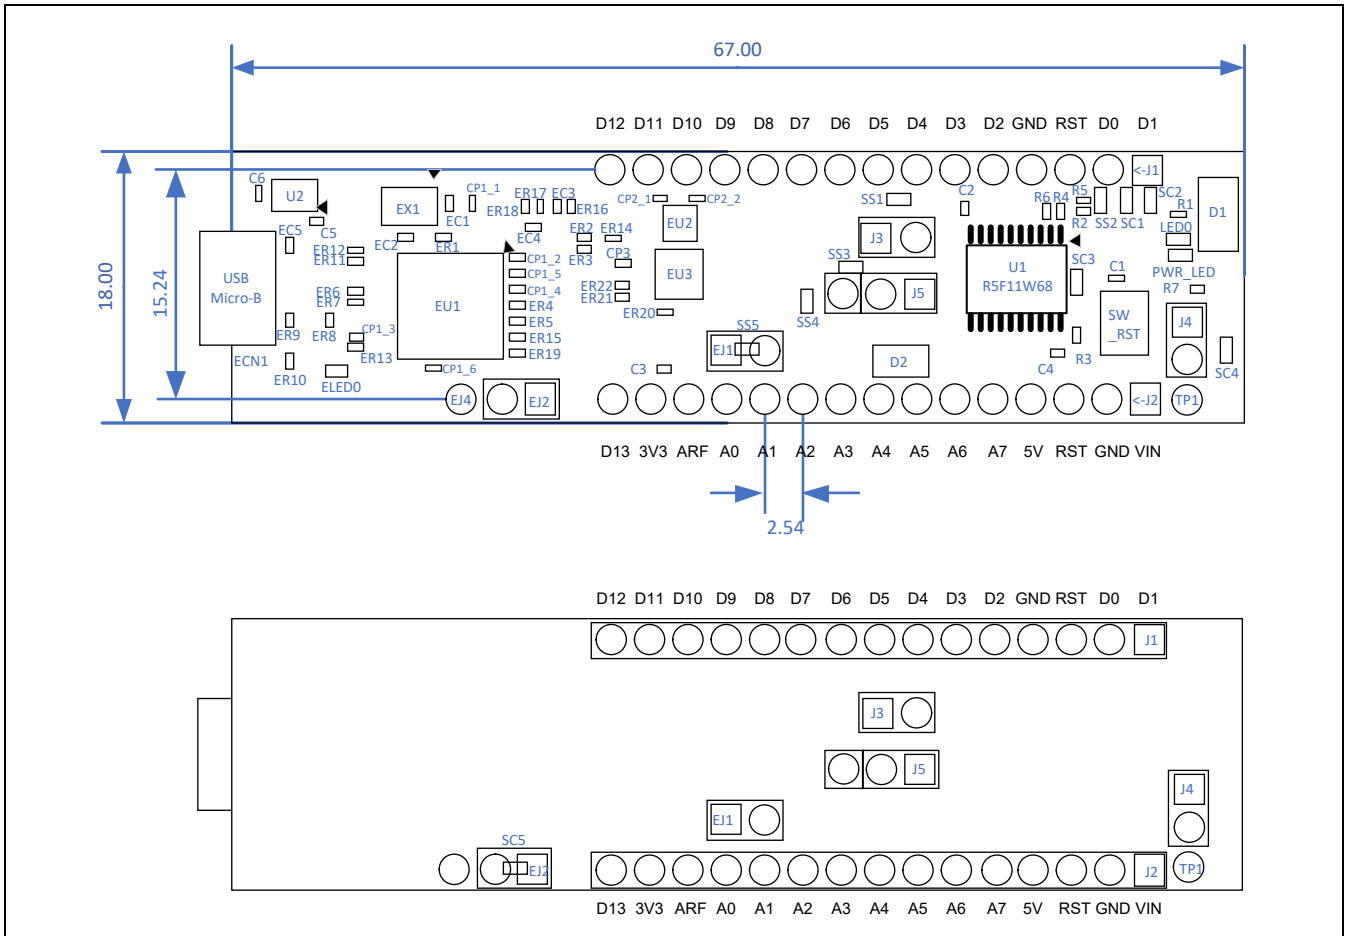 67.00
D12 D11 D10 D9 D8 D7 D6 D5 D4 D3 D2 GND RST D0 D1
<-J1
C6
U2
C5
EX1
CP1_1
EC1
ER17 EC3
ER18
ER16
EC4
CP2_1
CP2_2
EU2
SS1
C2
R6 R4
R5
R2
SS2 SC1
SC2
R1
LED0
D1
EC5
ER12
ER11
EC2
ER1
ER2 ER14
ER3
CP3
J3
SS3
U1
R5F11W68
SC3
C1
PWR_LED
R7
18.00
15.24
USB
Micro-B
ER6
ER7
EU1
CP1_2
CP1_5
CP1_4
ER4
ER5
ER15
ER19
ER22
ER21
ER20
EU3
J5
SS4
SW
_RST
J4
ER9
ER8
CP1_3
ER13
ECN1
ER10
ELED0
CP1_6
SS5
EJ1
C3
D2
C4
R3
SC4
EJ4
EJ2
<-J2
TP1
D13 3V3 ARF A0 A1 A2 A3 A4 A5 A6 A7 5V RST GND VIN
2.54
D12 D11 D10 D9 D8 D7 D6 D5 D4 D3 D2 GND RST D0 D1
J1
J3
J5
J4
EJ1
SC5
EJ2
J2
TP1
D13 3V3 ARF A0 A1 A2 A3 A4 A5 A6 A7 5V RST GND VIN